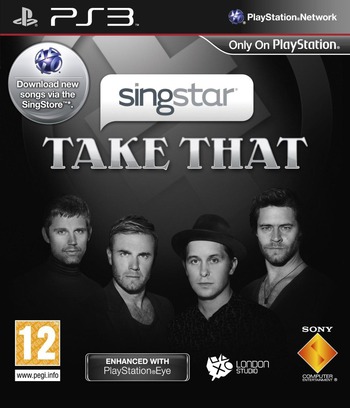 PS3
PlayStation®Network
Only On PlayStation®
Download new
songs via the
SingStore™*.
singstar™
TAKE THAT
12
www.pegi.info
ENHANCED WITH
PlayStation®Eye
LONDON
STUDIO
SONY
COMPUTER
ENTERTAINMENT